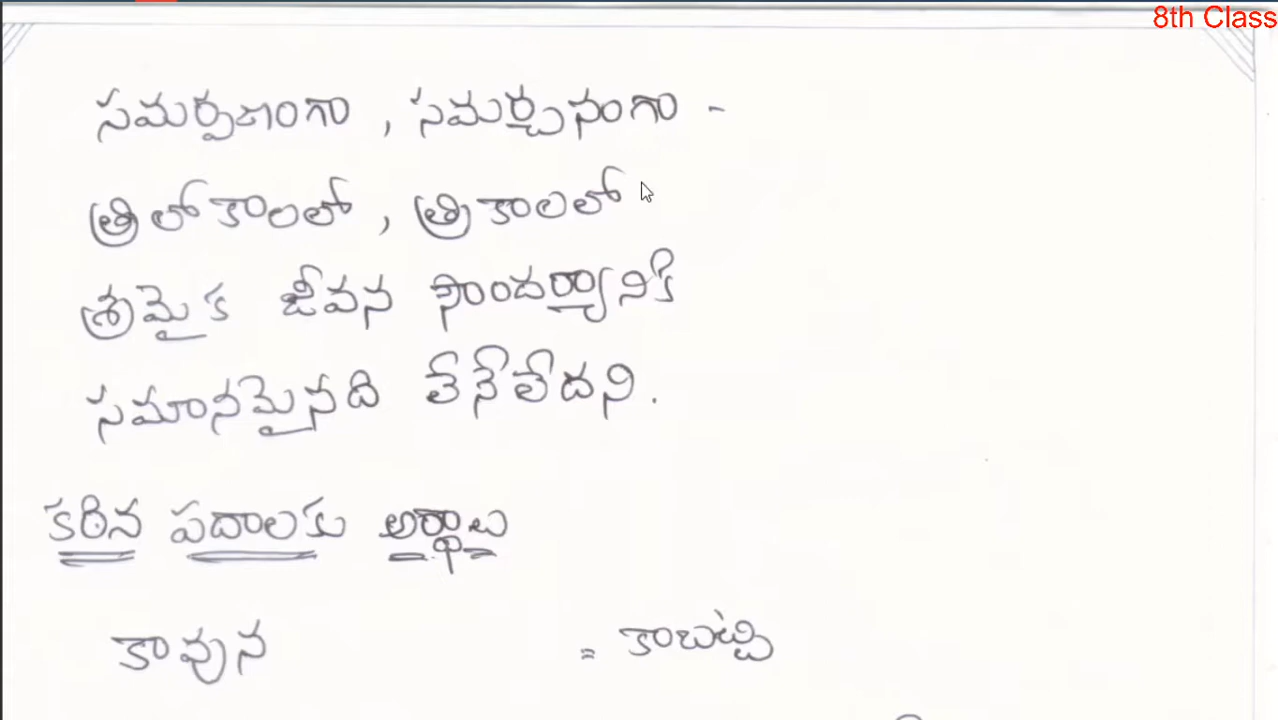 8th Class
సమర్పణంగా, సమర్చనంగా -
త్రిలోకాలలో, త్రికాలలో
శ్రమైక జీవన సౌందర్యానికి
సమానమైనది లేనేలేదని.
కఠిన పదాలకు అర్థాలు
కావున = కాబట్టి